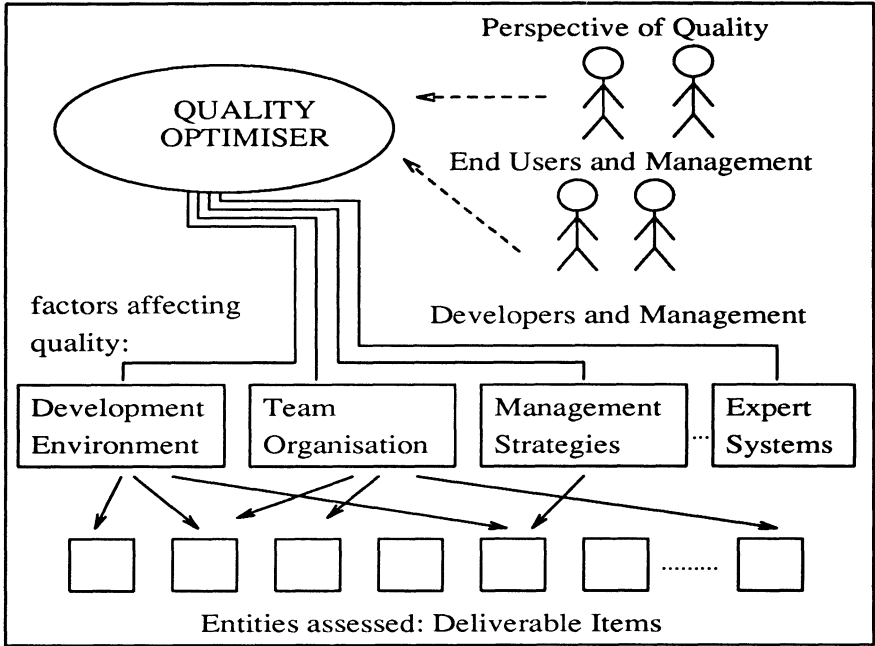 Perspective of Quality
QUALITY
OPTIMISER
End Users and Management
factors affecting
quality:
Developers and Management
Development
Environment
Team
Organisation
Management
Strategies
....
Expert
Systems
.........
Entities assessed: Deliverable Items